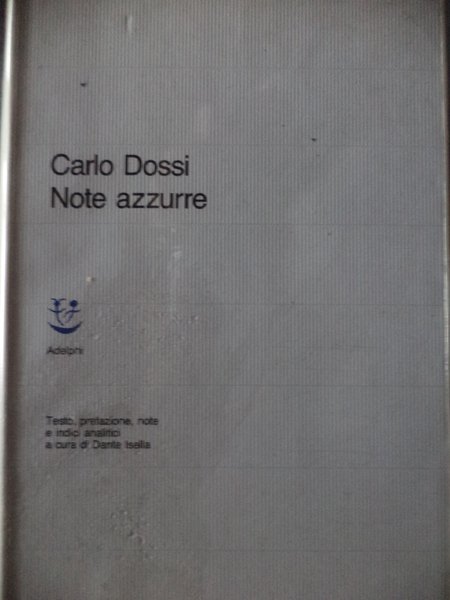 Carlo Dossi
Note azzurre
Adelphi
Testo, prefazione, note
e indici analitici
a cura di Dante Isella